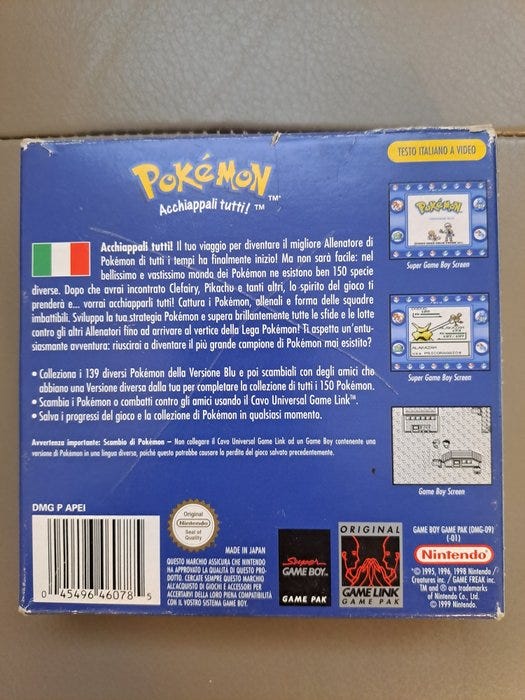 TESTO ITALIANO A VIDEO
POKéMON™
Acchiappali tutti! ™
Acchiappali tutti! Il tuo viaggio per diventare il migliore Allenatore di
Pokémon di tutti i tempi ha finalmente inizio! Ma non sarà facile: nel
bellissimo e vastissimo mondo dei Pokémon ne esistono ben 150 specie
diverse. Dopo che avrai incontrato Clefairy, Pikachu e tanti altri, lo spirito del gioco ti
prenderà e... vorrai acchiapparli tutti! Cattura i Pokémon, allenali e forma delle squadre
imbattibili. Sviluppa la tua strategia Pokémon e supera brillantemente tutte le sfide e le lotte
contro gli altri Allenatori fino ad arrivare al vertice della Lega Pokémon! Ti aspetta un'entu-
siasmante avventura: riuscirai a diventare il più grande campione di Pokémon mai esistito?
• Colleziona i 139 diversi Pokémon della Versione Blu e poi scambiali con degli amici che
abbiano una Versione diversa dalla tua per completare la collezione di tutti i 150 Pokémon.
• Scambia i Pokémon o combatti contro gli amici usando il Cavo Universal Game Link™.
• Salva i progressi del gioco e la collezione di Pokémon in qualsiasi momento.
Avvertenza importante: Scambio di Pokémon – Non collegare il Cavo Universal Game Link ad un Game Boy contenente una
versione di Pokémon in una lingua diversa, poiché questo potrebbe causare la perdita del gioco salvato precedentemente.
POKéMON
Super Game Boy Screen
ALAKAZAM
Super Game Boy Screen
Game Boy Screen
DMG P APEI
0 45496 46078 5
Original
Nintendo
Seal of
Quality
MADE IN JAPAN
QUESTO MARCHIO ASSICURA CHE NINTENDO
HA APPROVATO LA QUALITÀ DI QUESTO PRO-
DOTTO. CERCATE SEMPRE QUESTO MARCHIO
ALL'ACQUISTO DI GIOCHI E ACCESSORI PER
ACCERTARVI DELLA LORO PIENA COMPATIBILITÀ
CON IL VOSTRO SISTEMA GAME BOY.
Super
GAME BOY™
GAME PAK
ORIGINAL
GAME LINK
GAME PAK
GAME BOY GAME PAK (DMG-09)
(-01)
Nintendo®
© 1995, 1996, 1998 Nintendo /
Creatures inc. / GAME FREAK inc.
TM and ® are trademarks
of Nintendo Co., Ltd.
© 1999 Nintendo.